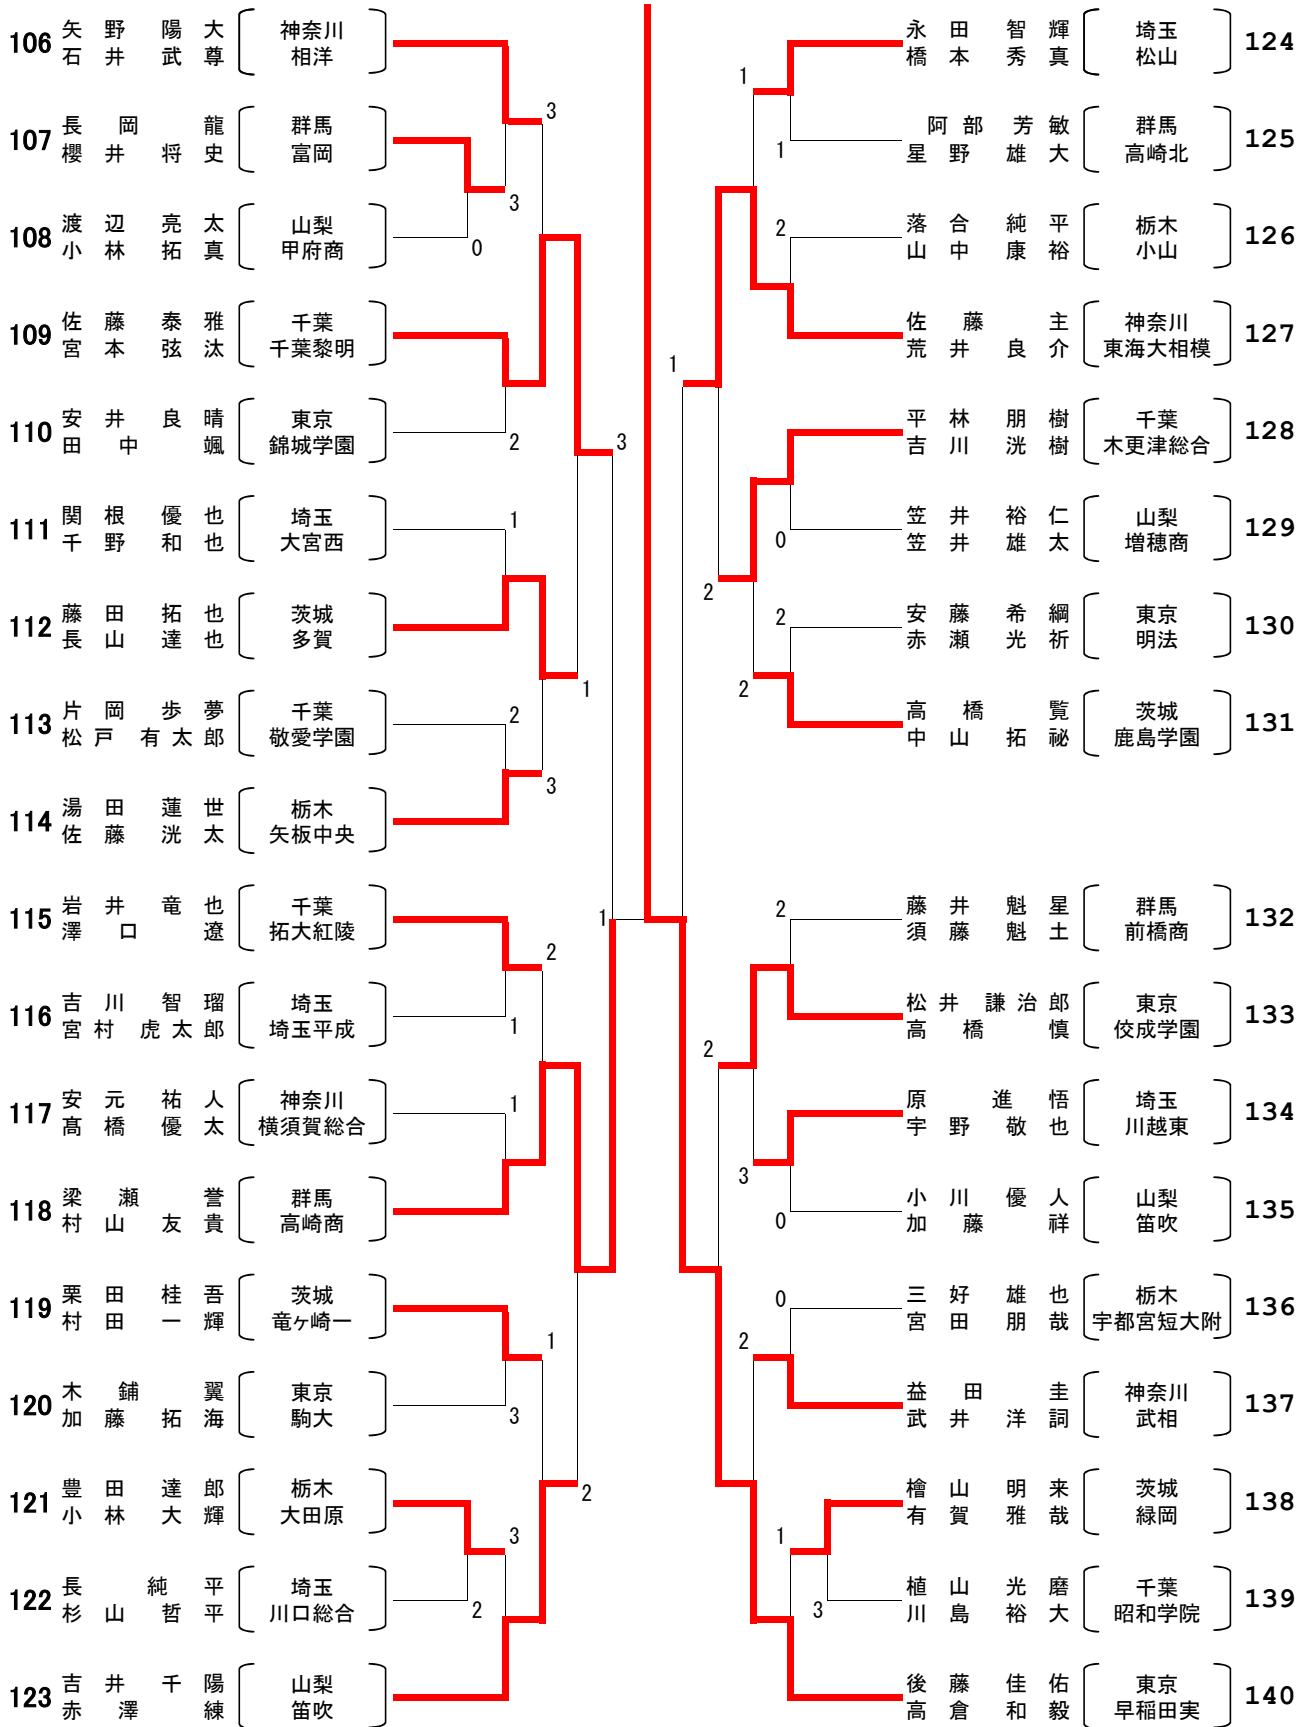 106 矢野陽大 神奈川
石井武尊 相洋
107 長岡龍 群馬
櫻井将史 富岡
108 渡辺亮太 山梨
小林拓真 甲府商
109 佐藤泰雅 千葉
宮本弦汰 千葉黎明
110 安井良晴 東京
田中颯 錦城学園
111 関根優也 埼玉
千野和也 大宮西
112 藤田拓也 茨城
長山達也 多賀
113 片岡歩夢 千葉
松戸有太郎 敬愛学園
114 湯田蓮世 栃木
佐藤洸太 矢板中央
115 岩井竜也 千葉
澤口遼 拓大紅陵
116 吉川智瑠 埼玉
宮村虎太郎 埼玉平成
117 安元祐人 神奈川
髙橋優太 横須賀総合
118 梁瀬誉 群馬
村山友貴 高崎商
119 栗田桂吾 茨城
村田一輝 竜ヶ崎一
120 木鋪翼 東京
加藤拓海 駒大
121 豊田達郎 栃木
小林大輝 大田原
122 長純平 埼玉
杉山哲平 川口総合
123 吉井千陽 山梨
赤澤練 笛吹
3
3
0
2
3
1
1
2
3
2
1
1
1
1
3
2
3
2
永田智輝 埼玉 124
橋本秀真 松山
阿部芳敏 群馬 125
星野雄大 高崎北
落合純平 栃木 126
山中康裕 小山
佐藤主 神奈川 127
荒井良介 東海大相模
平林朋樹 千葉 128
吉川洸樹 木更津総合
笠井裕仁 山梨 129
笠井雄太 増穂商
安藤希綱 東京 130
赤瀬光祈 明法
高橋覧 茨城 131
中山拓祕 鹿島学園
藤井魁星 群馬 132
須藤魁土 前橋商
松井謙治郎 東京 133
高橋慎 佼成学園
原進悟 埼玉 134
宇野敬也 川越東
小川優人 山梨 135
加藤祥 笛吹
三好雄也 栃木 136
宮田朋哉 宇都宮短大附
益田圭 神奈川 137
武井洋詞 武相
檜山明来 茨城 138
有賀雅哉 緑岡
植山光磨 千葉 139
川島裕大 昭和学院
後藤佳佑 東京 140
高倉和毅 早稲田実
1
1
2
1
0
2
2
2
2
2
3
0
0
2
1
3